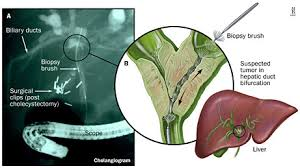 A
Biliary ducts
Biopsy
brush
Surgical
clips (post
cholecystectomy)
Scope
Cholangiogram
B
Biopsy brush
Suspected
tumor in
hepatic duct
bifurcation
Liver